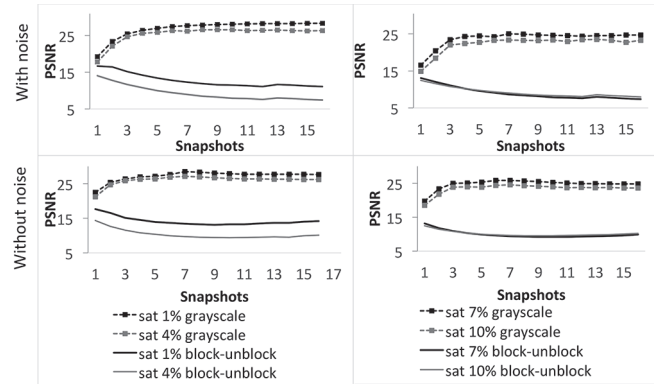 With noise
PSNR
25
15
5
1 3 5 7 9 11 13 15
Snapshots
PSNR
25
15
5
1 3 5 7 9 11 13 15
Snapshots
Without noise
PSNR
25
15
5
1 3 5 7 9 11 13 15 17
Snapshots
sat 1% grayscale
sat 4% grayscale
sat 1% block-unblock
sat 4% block-unblock
PSNR
25
15
5
1 3 5 7 9 11 13 15
Snapshots
sat 7% grayscale
sat 10% grayscale
sat 7% block-unblock
sat 10% block-unblock